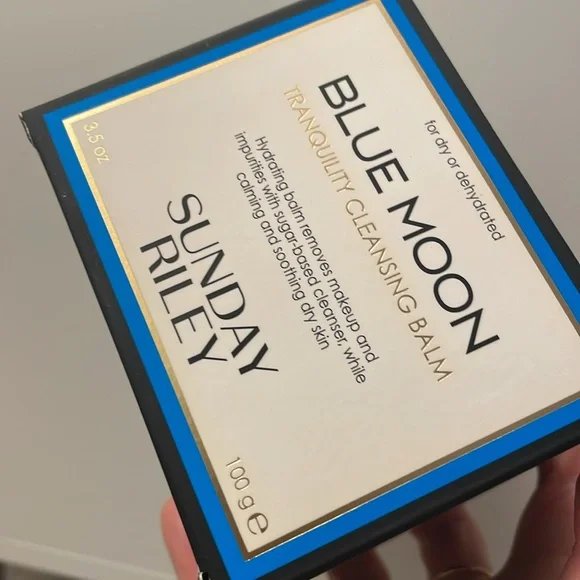 for dry or dehydrated
BLUE MOON
TRANQUILITY CLEANSING BALM
Hydrating balm removes makeup and
impurities with sugar-based cleanser, while
calming and soothing dry skin
SUNDAY
RILEY
3.5 oz
100 g e